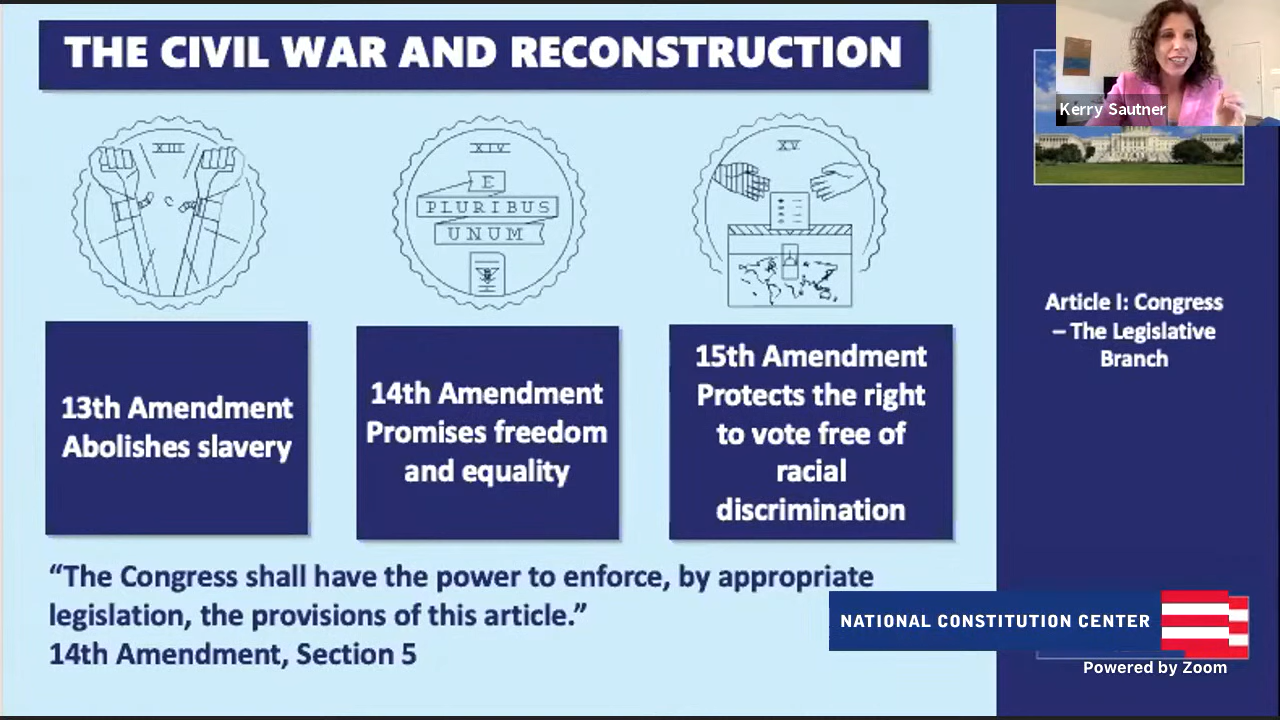 THE CIVIL WAR AND RECONSTRUCTION
Kerry Sautner
XIII
XIV
E
PLURIBUS
UNUM
XV
13th Amendment
Abolishes slavery
14th Amendment
Promises freedom
and equality
15th Amendment
Protects the right
to vote free of
racial
discrimination
Article I: Congress
– The Legislative
Branch
“The Congress shall have the power to enforce, by appropriate
legislation, the provisions of this article.”
14th Amendment, Section 5
NATIONAL CONSTITUTION CENTER
Powered by Zoom